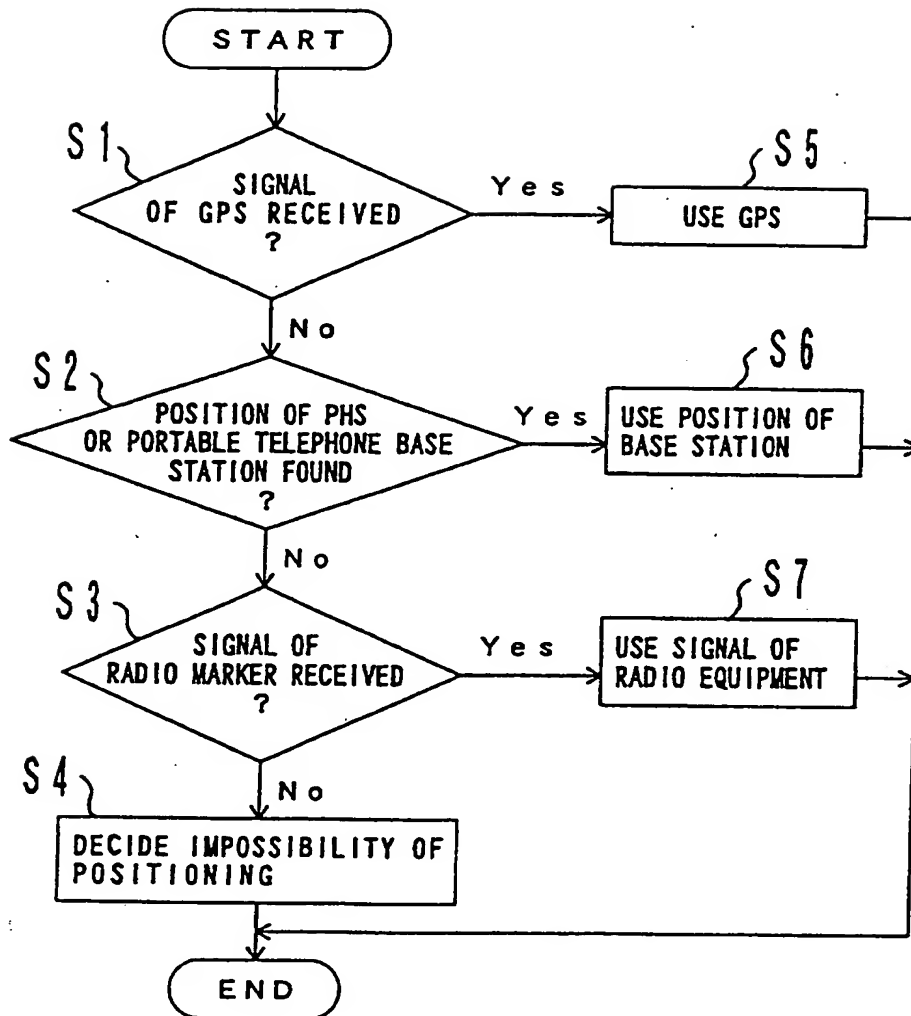 START
S1
SIGNAL
OF GPS RECEIVED
?
Yes
S5
USE GPS
No
S2
POSITION OF PHS
OR PORTABLE TELEPHONE BASE
STATION FOUND
?
Yes
S6
USE POSITION OF
BASE STATION
No
S3
SIGNAL OF
RADIO MARKER RECEIVED
?
Yes
S7
USE SIGNAL OF
RADIO EQUIPMENT
No
S4
DECIDE IMPOSSIBILITY OF
POSITIONING
END